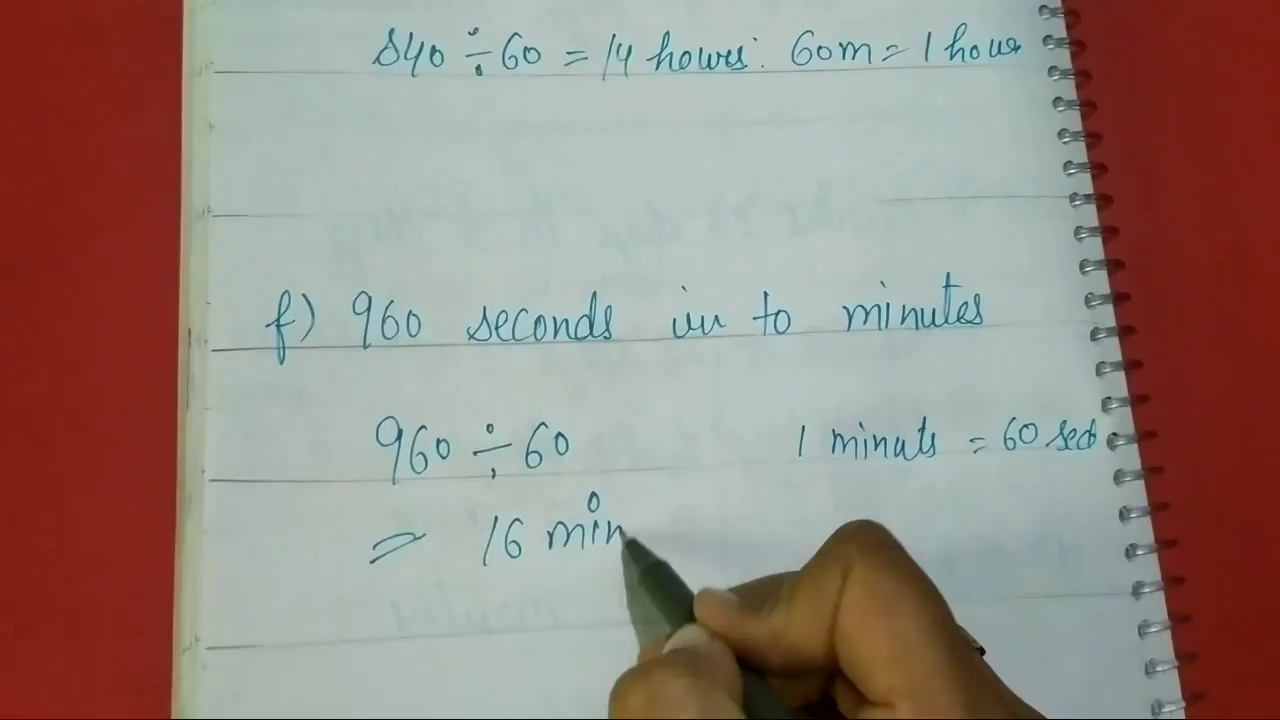 840 ÷ 60 = 14 hours. 60m = 1 hour
f) 960 seconds in to minutes
960 ÷ 60 1 minuts = 60 sec
= 16 min